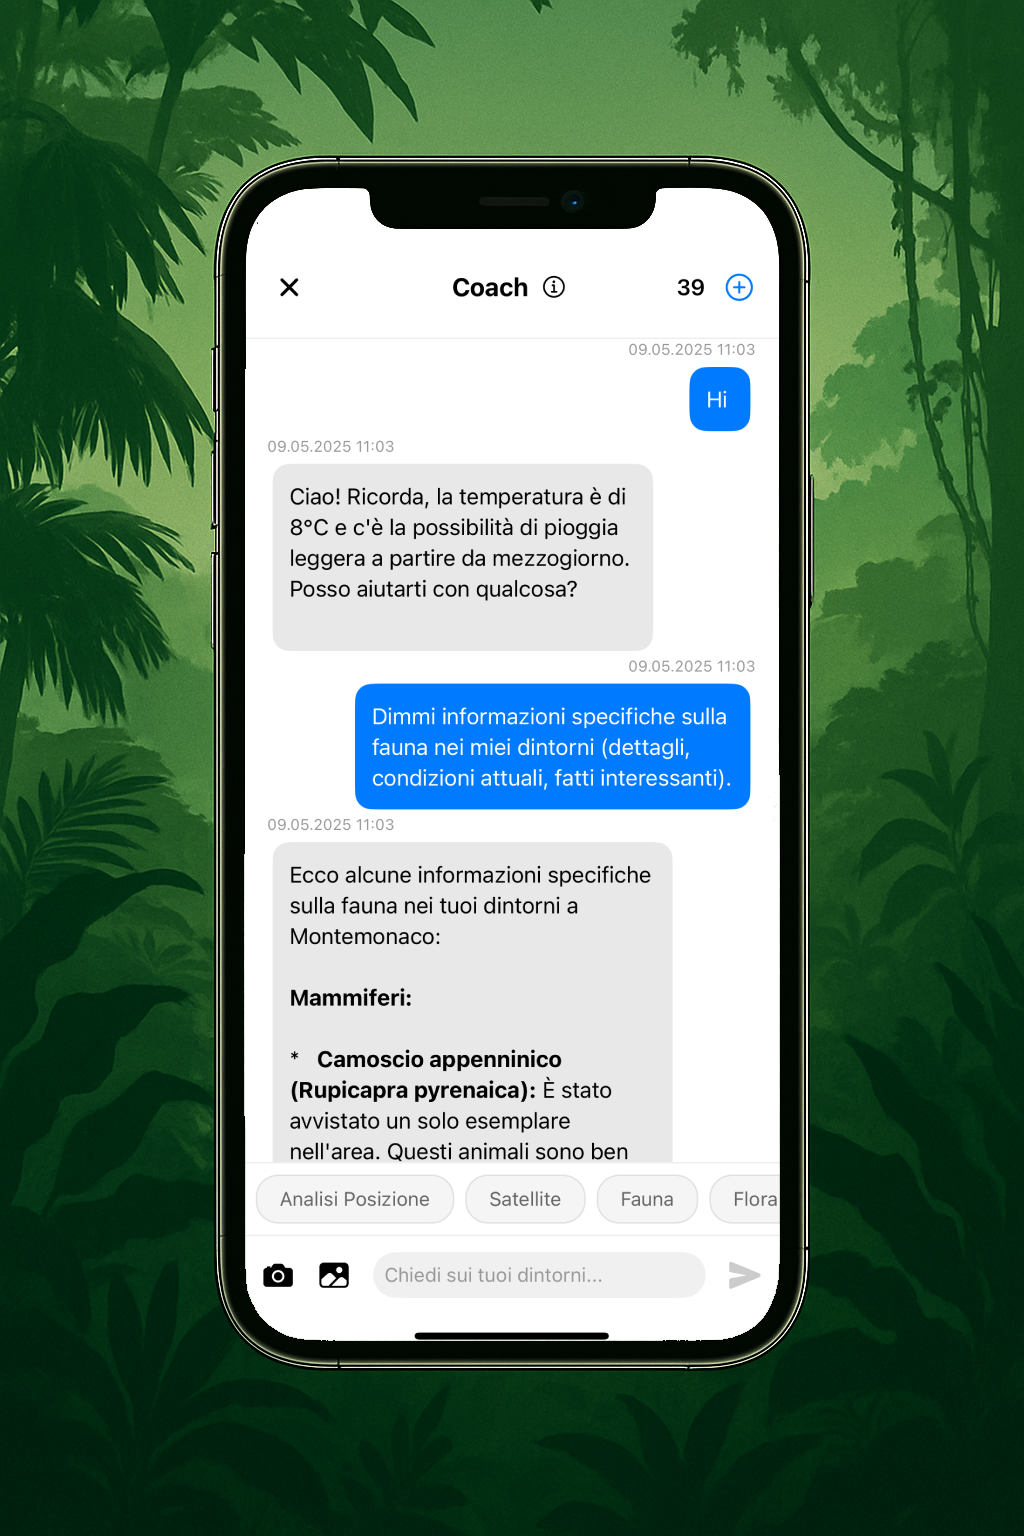 Coach
39
09.05.2025 11:03
Hi
09.05.2025 11:03
Ciao! Ricorda, la temperatura è di
8°C e c'è la possibilità di pioggia
leggera a partire da mezzogiorno.
Posso aiutarti con qualcosa?
09.05.2025 11:03
Dimmi informazioni specifiche sulla
fauna nei miei dintorni (dettagli,
condizioni attuali, fatti interessanti).
09.05.2025 11:03
Ecco alcune informazioni specifiche
sulla fauna nei tuoi dintorni a
Montemonaco:
Mammiferi:
* Camoscio appenninico
(Rupicapra pyrenaica): È stato
avvistato un solo esemplare
nell'area. Questi animali sono ben
Analisi Posizione
Satellite
Fauna
Flora
Chiedi sui tuoi dintorni...